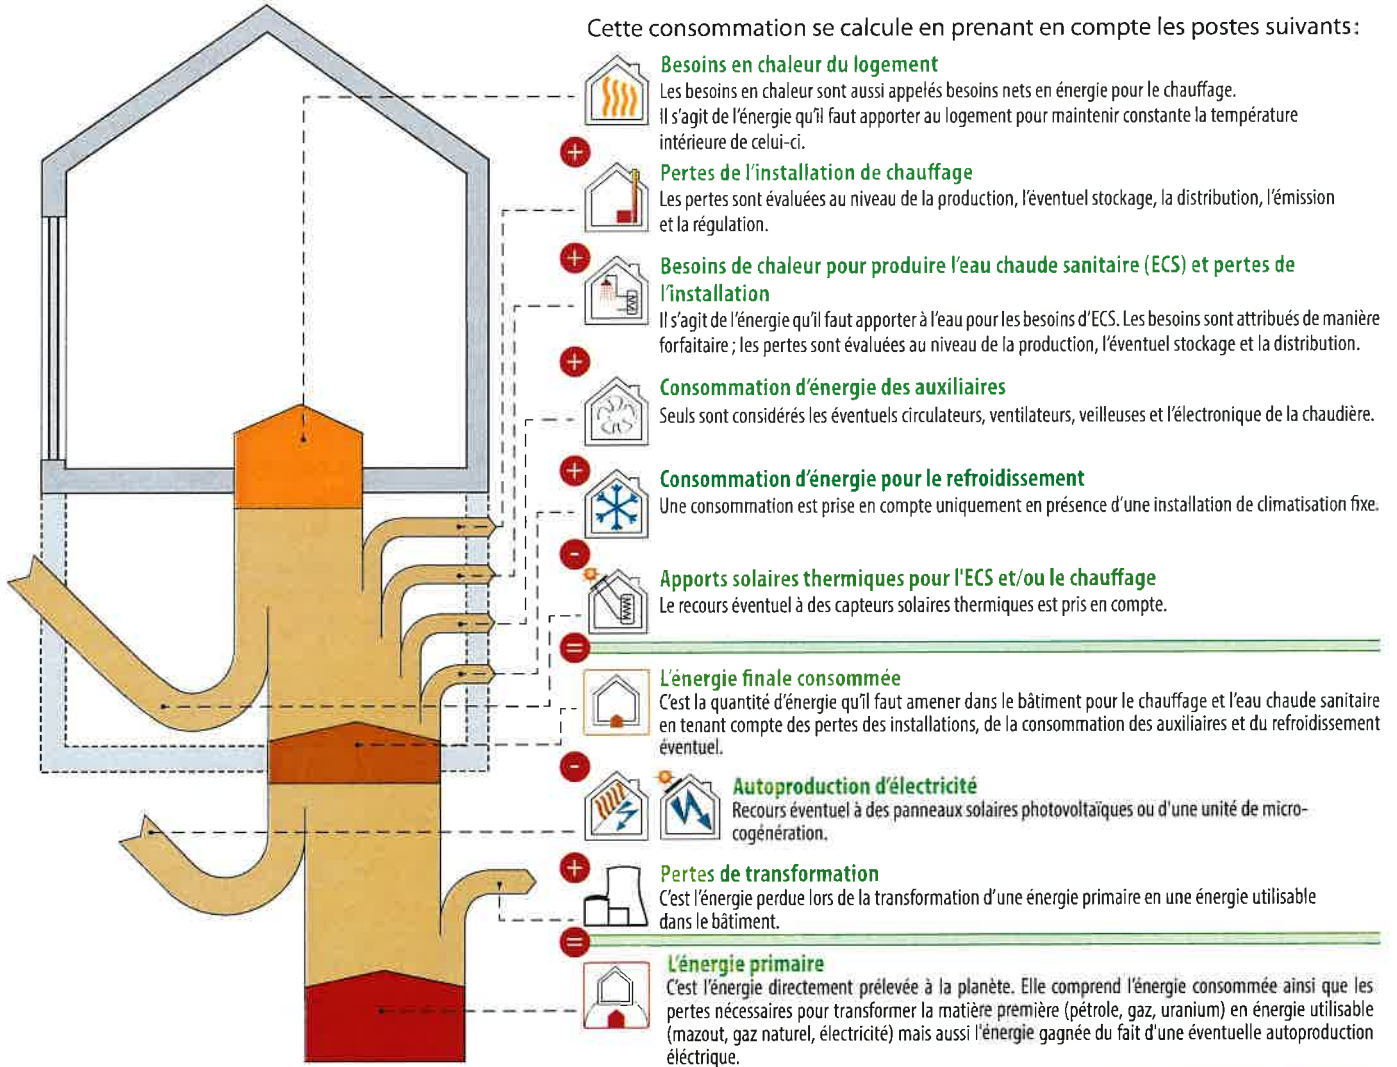 Cette consommation se calcule en prenant en compte les postes suivants :
Besoins en chaleur du logement
Les besoins en chaleur sont aussi appelés besoins nets en énergie pour le chauffage.
Il s'agit de l'énergie qu'il faut apporter au logement pour maintenir constante la température
intérieure de celui-ci.
+
Pertes de l'installation de chauffage
Les pertes sont évaluées au niveau de la production, l'éventuel stockage, la distribution, l'émission
et la régulation.
+
Besoins de chaleur pour produire l'eau chaude sanitaire (ECS) et pertes de
l'installation
Il s'agit de l'énergie qu'il faut apporter à l'eau pour les besoins d'ECS. Les besoins sont attribués de manière
forfaitaire ; les pertes sont évaluées au niveau de la production, l'éventuel stockage et la distribution.
+
Consommation d'énergie des auxiliaires
Seuls sont considérés les éventuels circulateurs, ventilateurs, veilleuses et l'électronique de la chaudière.
+
Consommation d'énergie pour le refroidissement
Une consommation est prise en compte uniquement en présence d'une installation de climatisation fixe.
-
Apports solaires thermiques pour l'ECS et/ou le chauffage
Le recours éventuel à des capteurs solaires thermiques est pris en compte.
=
L'énergie finale consommée
C'est la quantité d'énergie qu'il faut amener dans le bâtiment pour le chauffage et l'eau chaude sanitaire
en tenant compte des pertes des installations, de la consommation des auxiliaires et du refroidissement
éventuel.
-
Autoproduction d'électricité
Recours éventuel à des panneaux solaires photovoltaïques ou d'une unité de micro-
cogénération.
+
Pertes de transformation
C'est l'énergie perdue lors de la transformation d'une énergie primaire en une énergie utilisable
dans le bâtiment.
=
L'énergie primaire
C'est l'énergie directement prélevée à la planète. Elle comprend l'énergie consommée ainsi que les
pertes nécessaires pour transformer la matière première (pétrole, gaz, uranium) en énergie utilisable
(mazout, gaz naturel, électricité) mais aussi l'énergie gagnée du fait d'une éventuelle autoproduction
éléctrique.